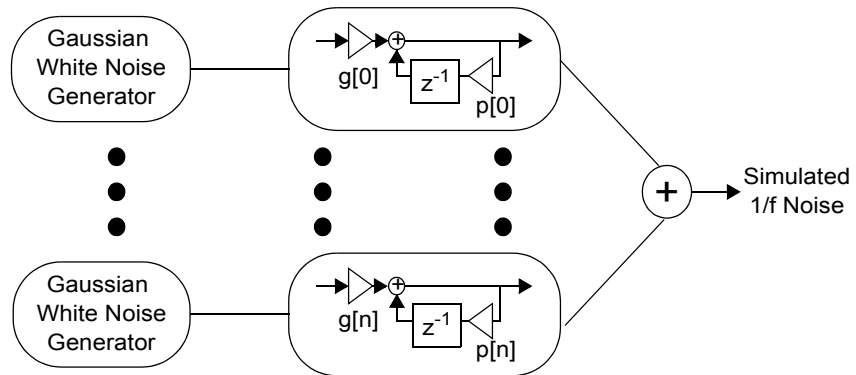 Gaussian
White Noise
Generator
+
g[0]
z-1
p[0]
+
Simulated
1/f Noise
Gaussian
White Noise
Generator
+
g[n]
z-1
p[n]